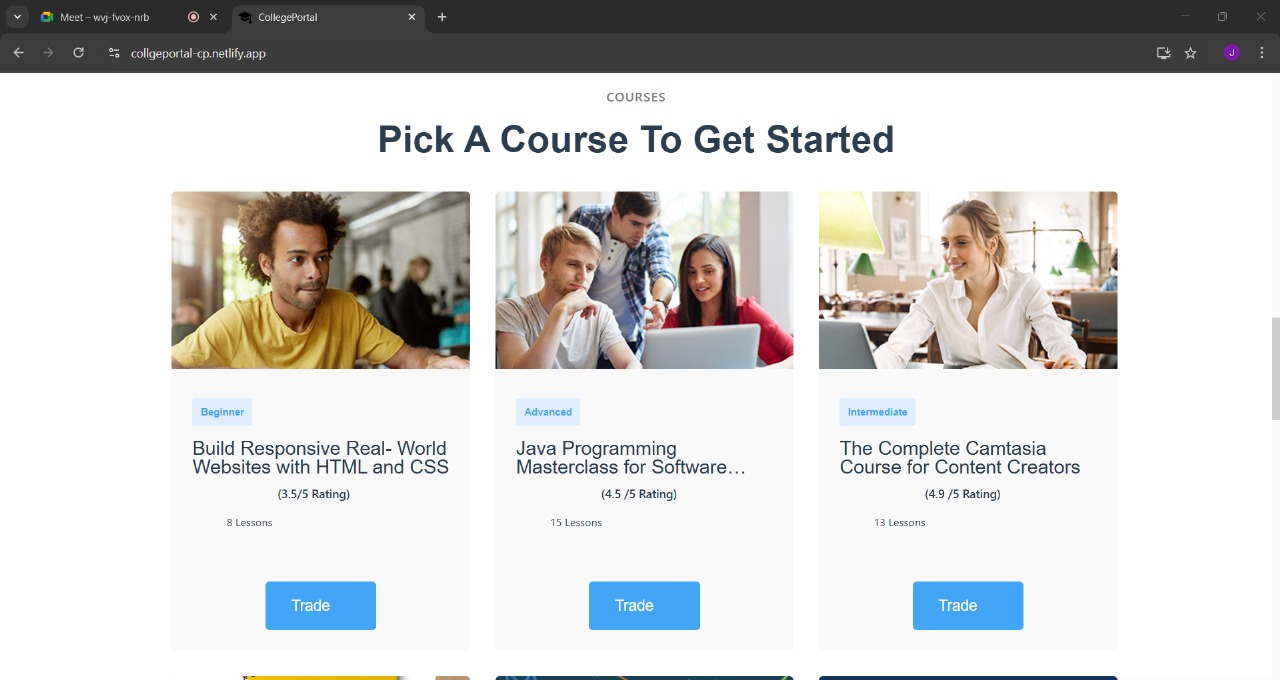 Meet – wvj-fvox-nrb
CollegePortal
collgeportal-cp.netlify.app
J
COURSES
Pick A Course To Get Started
Beginner
Build Responsive Real- World
Websites with HTML and CSS
(3.5/5 Rating)
8 Lessons
Trade
Advanced
Java Programming
Masterclass for Software...
(4.5 /5 Rating)
15 Lessons
Trade
Intermediate
The Complete Camtasia
Course for Content Creators
(4.9 /5 Rating)
13 Lessons
Trade